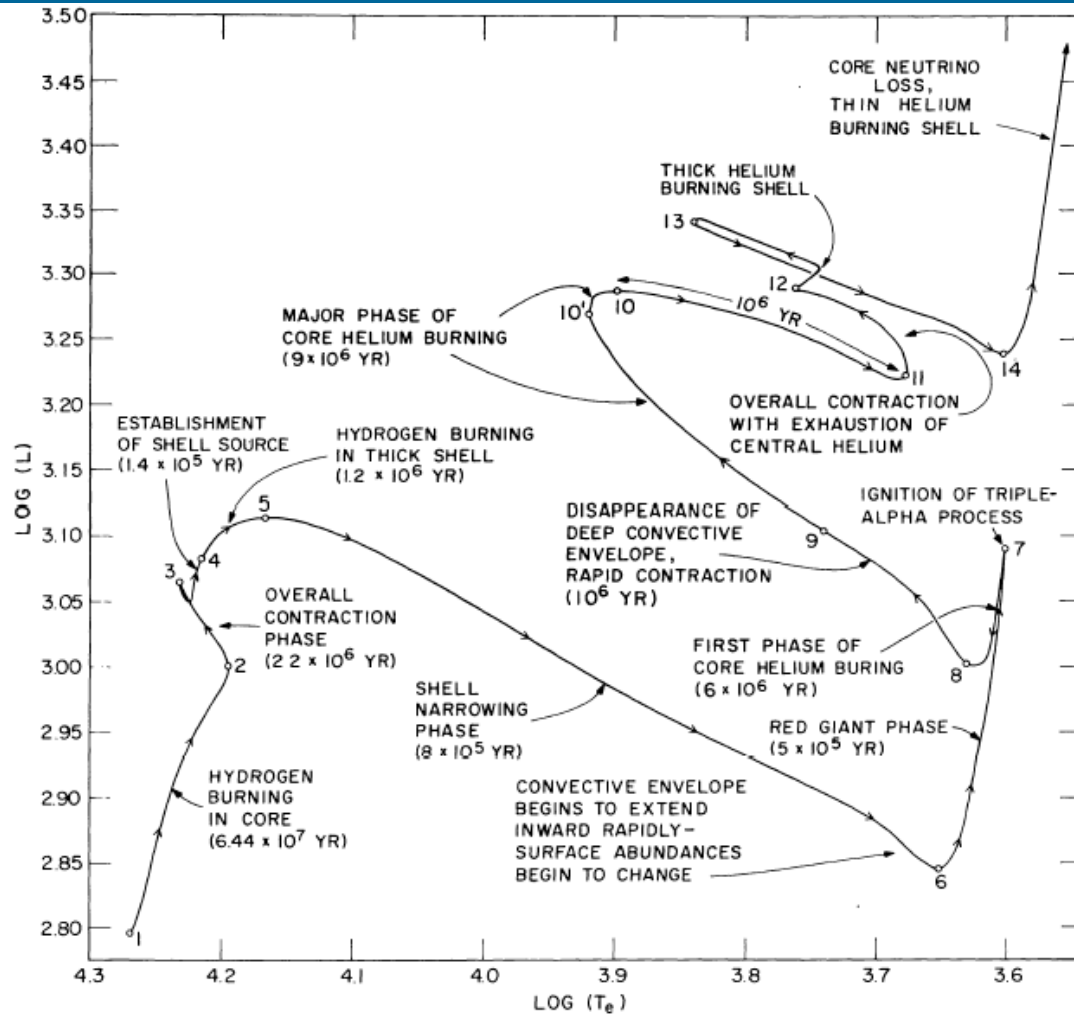 3.50
3.45
3.40
3.35
3.30
3.25
3.20
3.15
3.10
3.05
3.00
2.95
2.90
2.85
2.80
LOG (L)
CORE NEUTRINO
LOSS,
THIN HELIUM
BURNING SHELL
THICK HELIUM
BURNING SHELL
13
12
10'
10
10⁶ YR
11
14
MAJOR PHASE OF
CORE HELIUM BURNING
(9 x 10⁶ YR)
OVERALL CONTRACTION
WITH EXHAUSTION OF
CENTRAL HELIUM
ESTABLISHMENT
OF SHELL SOURCE
(1.4 x 10⁵ YR)
HYDROGEN BURNING
IN THICK SHELL
(1.2 x 10⁶ YR)
5
4
3
2
1
IGNITION OF TRIPLE-
ALPHA PROCESS
7
DISAPPEARANCE OF
DEEP CONVECTIVE
ENVELOPE,
RAPID CONTRACTION
(10⁶ YR)
9
OVERALL
CONTRACTION
PHASE
(2.2 x 10⁶ YR)
FIRST PHASE OF
CORE HELIUM BURING
(6 x 10⁶ YR)
8
SHELL
NARROWING
PHASE
(8 x 10⁵ YR)
RED GIANT PHASE
(5 x 10⁵ YR)
HYDROGEN
BURNING
IN CORE
(6.44 x 10⁷ YR)
CONVECTIVE ENVELOPE
BEGINS TO EXTEND
INWARD RAPIDLY-
SURFACE ABUNDANCES
BEGIN TO CHANGE
6
4.3
4.2
4.1
4.0
3.9
3.8
3.7
3.6
LOG (Tₑ)